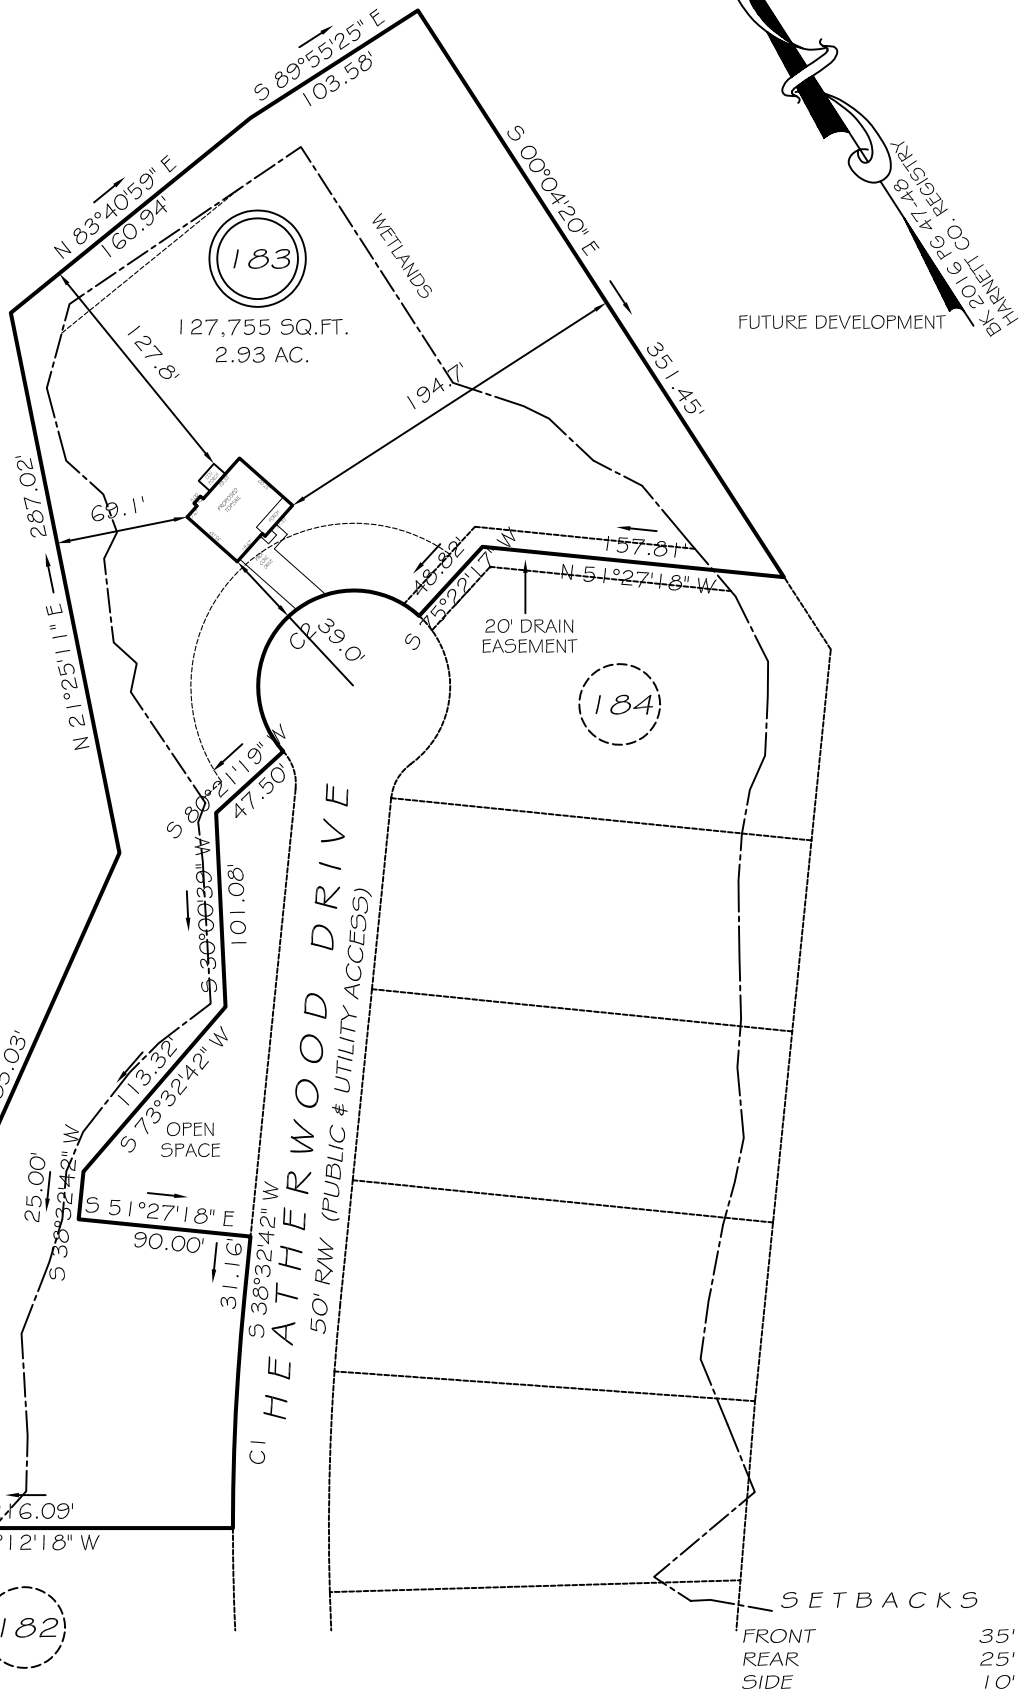 S 89°55'25" E
103.58'
N 83°40'59" E
160.94'
183
127,755 SQ.FT.
2.93 AC.
WETLANDS
S 00°04'20" E
351.45'
BK 2016 PG 47-48
HARNETT CO. REGISTRY
FUTURE DEVELOPMENT
127.8'
194.7'
287.02'
N 21°25'11" E
69.1'
PROPOSED
TOPSAIL
48.82'
S 75°22'17" W
157.81'
N 51°27'18" W
20' DRAIN
EASEMENT
C2
39.0'
184
S 80°21'19" W
47.50'
S 30°00'39" W
101.08'
HEATHERWOOD DRIVE
50' R/W (PUBLIC & UTILITY ACCESS)
113.32'
S 73°32'42" W
OPEN
SPACE
25.00'
S 38°32'42" W
S 51°27'18" E
90.00'
31.16'
S 38°32'42" W
C1
16.09'
°12'18" W
182
SETBACKS
FRONT 35'
REAR 25'
SIDE 10'